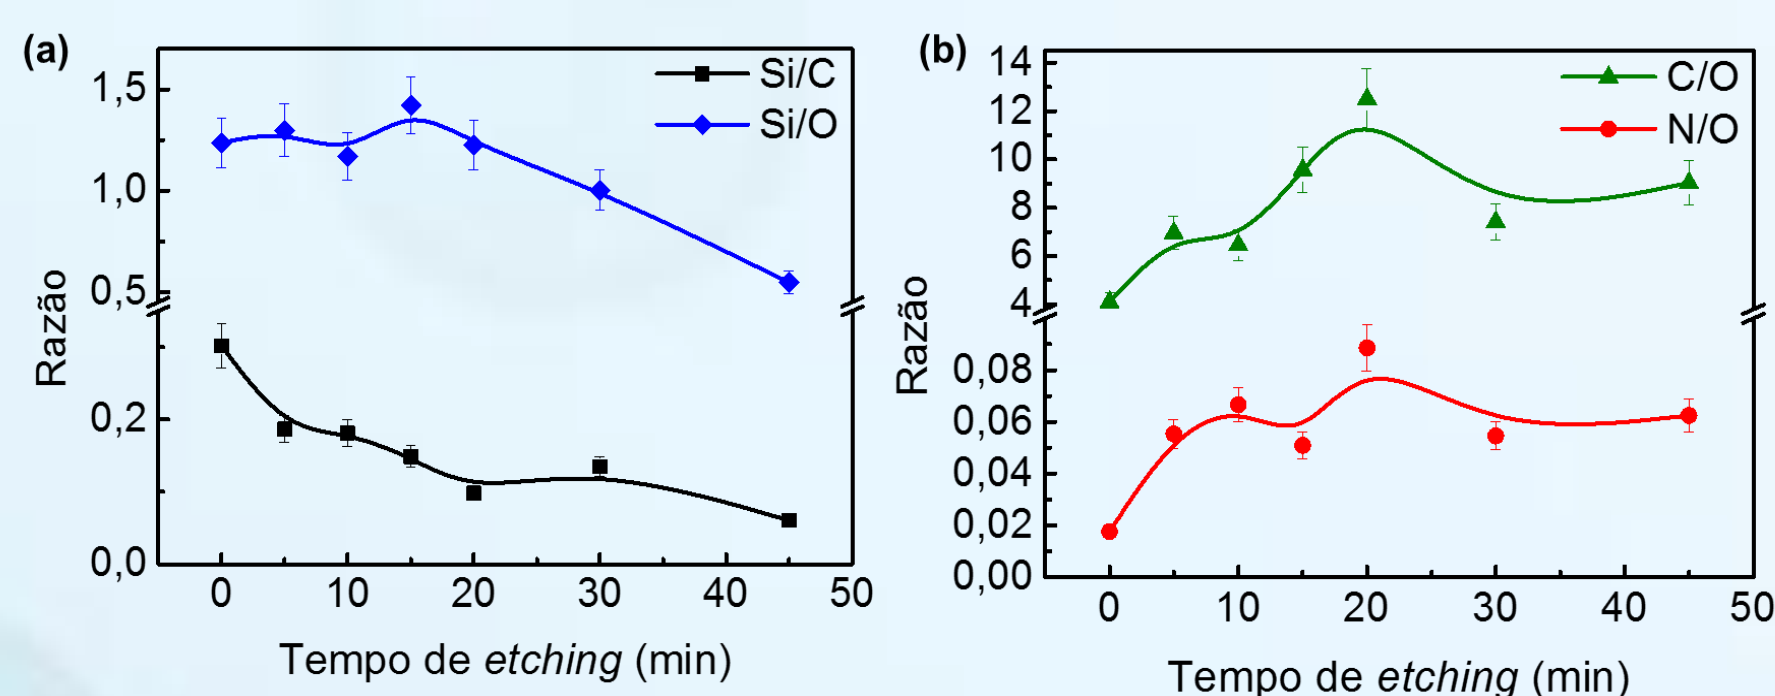 (a)
Si/C
Si/O
1,5
1,0
0,5
0,2
0,0
Razão
0 10 20 30 40 50
Tempo de etching (min)
(b)
C/O
N/O
14
12
10
8
6
4
0,08
0,06
0,04
0,02
0,00
Razão
0 10 20 30 40 50
Tempo de etching (min)